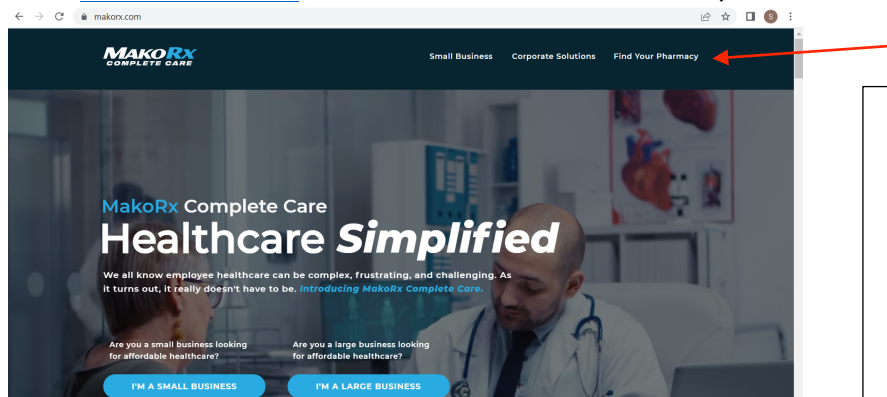 makorx.com
S
MAKORX
COMPLETE CARE
Small Business Corporate Solutions Find Your Pharmacy
MakoRx Complete Care
Healthcare Simplified
We all know employee healthcare can be complex, frustrating, and challenging. As
it turns out, it really doesn't have to be. Introducing MakoRx Complete Care.
Are you a small business looking
for affordable healthcare?
Are you a large business looking
for affordable healthcare?
I'M A SMALL BUSINESS
I'M A LARGE BUSINESS